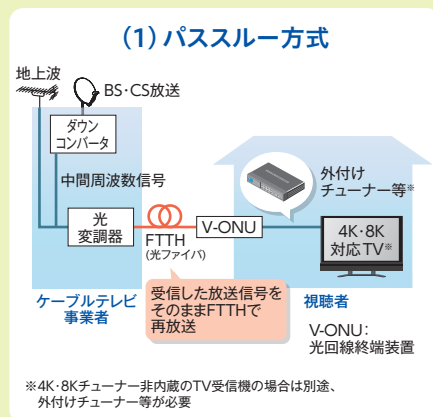 (1)パススルー方式
地上波
BS・CS放送
ダウン
コンバータ
中間周波数信号
光
変調器
FTTH
(光ファイバ)
V-ONU
外付け
チューナー等※
4K・8K
対応TV※
受信した放送信号を
そのままFTTHで
再放送
ケーブルテレビ
事業者
視聴者
V-ONU:
光回線終端装置
※4K・8Kチューナー非内蔵のTV受信機の場合は別途、
外付けチューナー等が必要